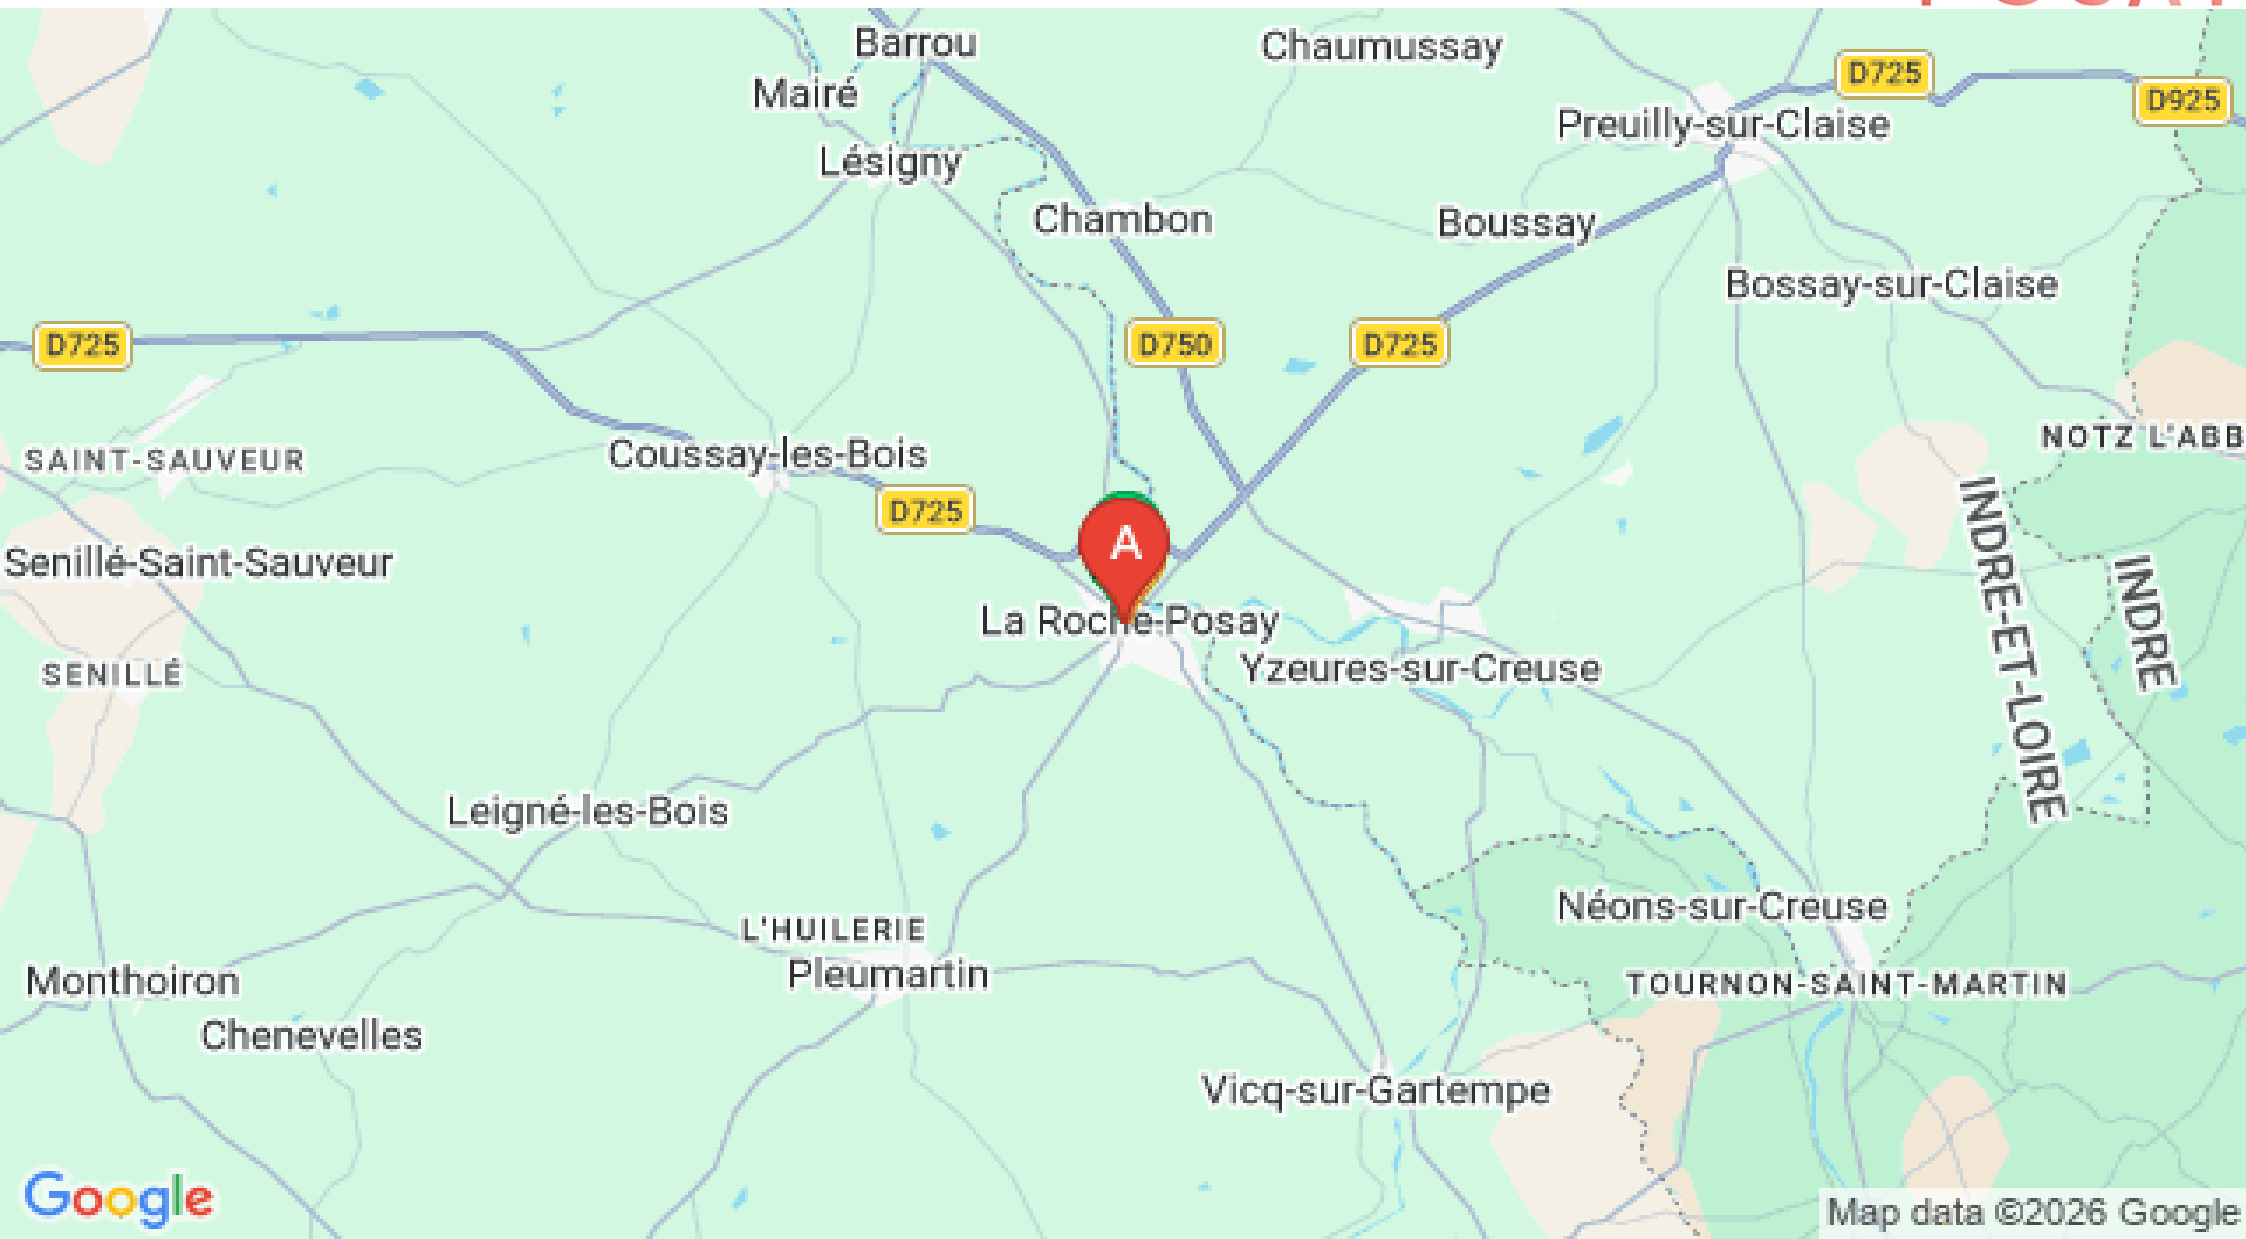 Barrou
Chaumussay
D725
Mairé
D925
Preuilly-sur-Claise
Lésigny
Chambon
Boussay
Bossay-sur-Claise
D725
D750
D725
NOTZ L'ABB
Coussay-les-Bois
SAINT-SAUVEUR
D725
A
Senillé-Saint-Sauveur
INDRE-ET-LOIRE
INDRE
La Roche-Posay
Yzeures-sur-Creuse
SENILLÉ
Leigné-les-Bois
Néons-sur-Creuse
L'HUILERIE
Pleumartin
Monthoiron
TOURNON-SAINT-MARTIN
Chenevelles
Vicq-sur-Gartempe
Google
Map data ©2026 Google